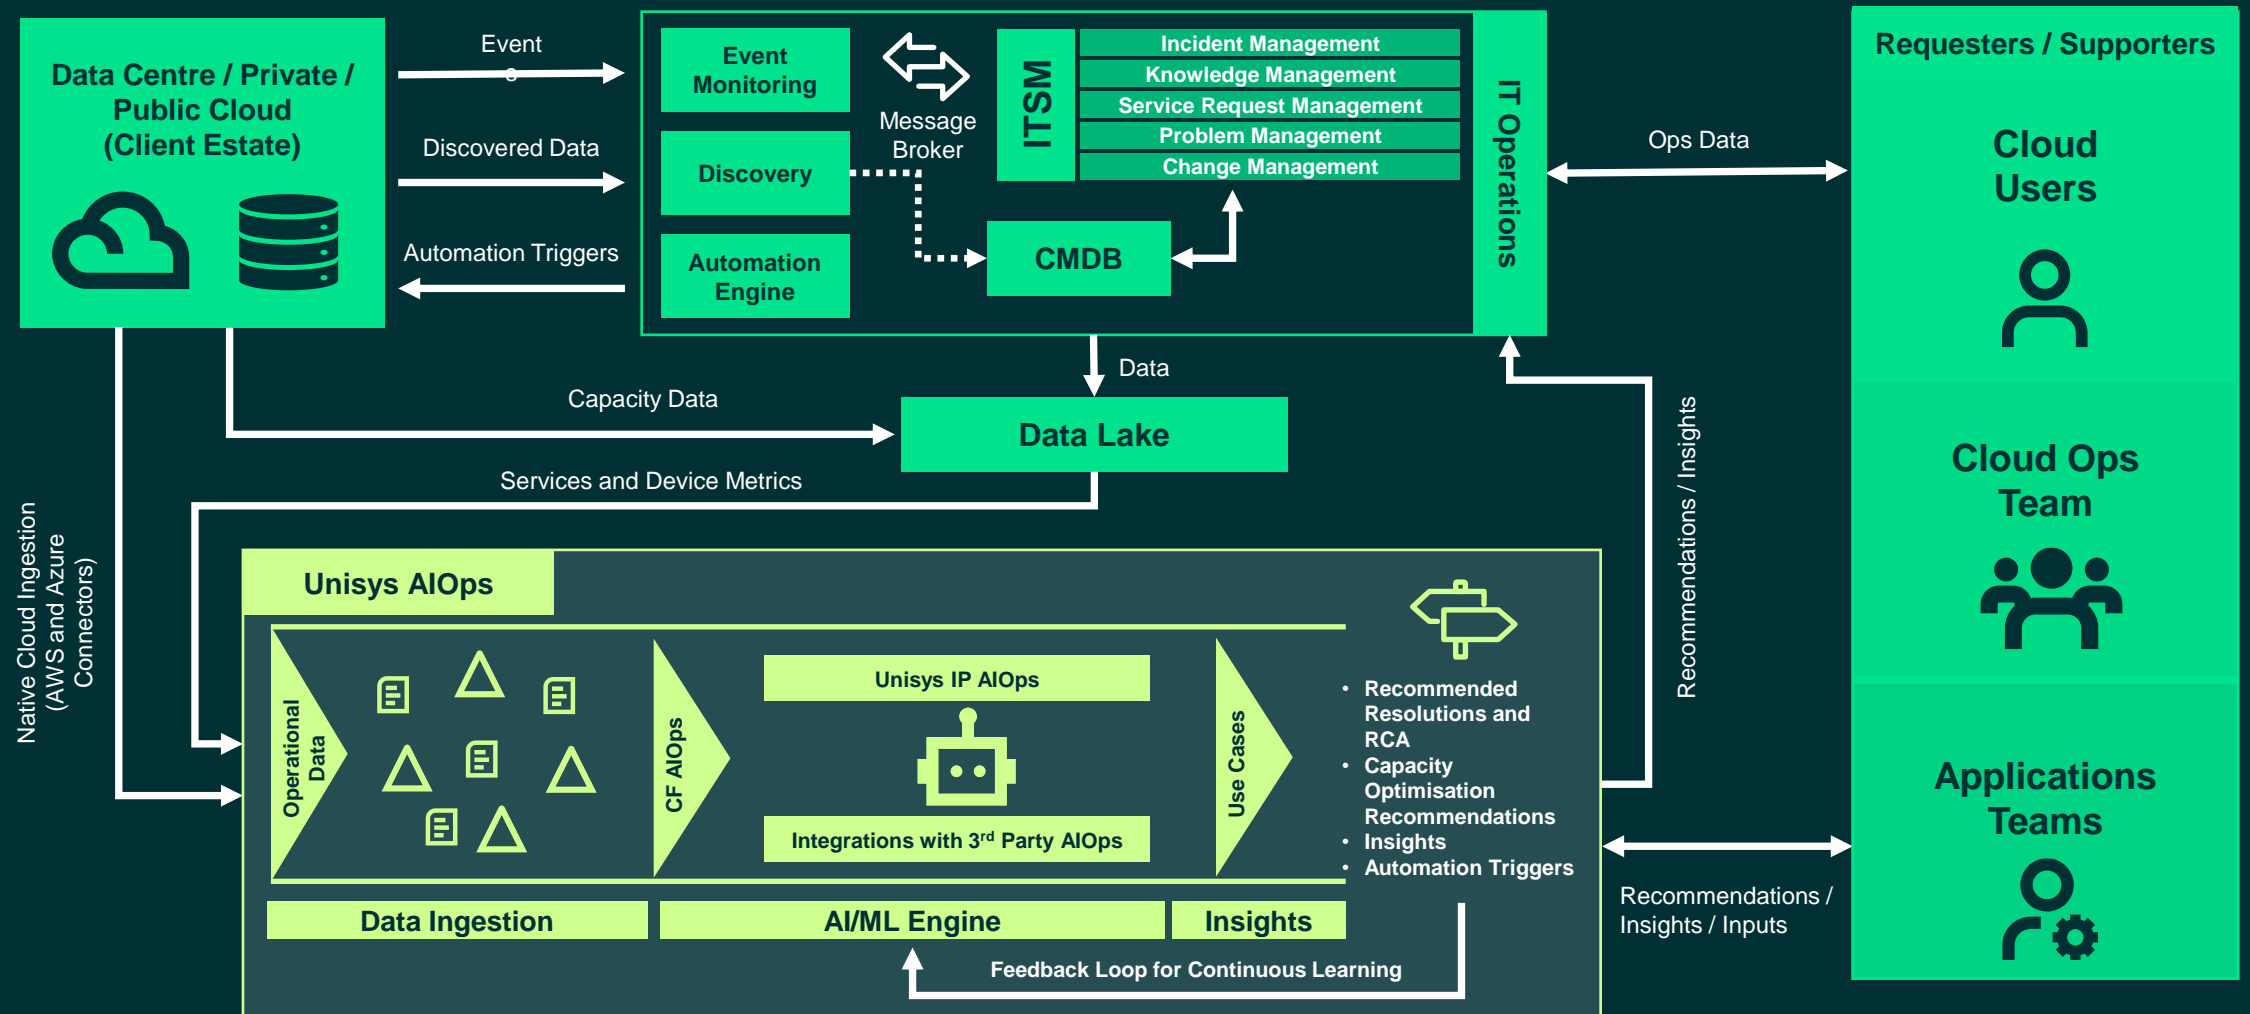 Data Centre / Private /
Public Cloud
(Client Estate)
Event
s
Discovered Data
Automation Triggers
Event
Monitoring
Discovery
Automation
Engine
Message
Broker
ITSM
Incident Management
Knowledge Management
Service Request Management
Problem Management
Change Management
CMDB
IT Operations
Ops Data
Requesters / Supporters
Cloud
Users
Cloud Ops
Team
Applications
Teams
Data
Capacity Data
Data Lake
Services and Device Metrics
Native Cloud Ingestion
(AWS and Azure
Connectors)
Recommendations / Insights
Unisys AIOps
Operational
Data
CF AIOps
Unisys IP AIOps
Integrations with 3rd Party AIOps
Use Cases
• Recommended
Resolutions and
RCA
• Capacity
Optimisation
Recommendations
• Insights
• Automation Triggers
Data Ingestion
AI/ML Engine
Insights
Feedback Loop for Continuous Learning
Recommendations /
Insights / Inputs